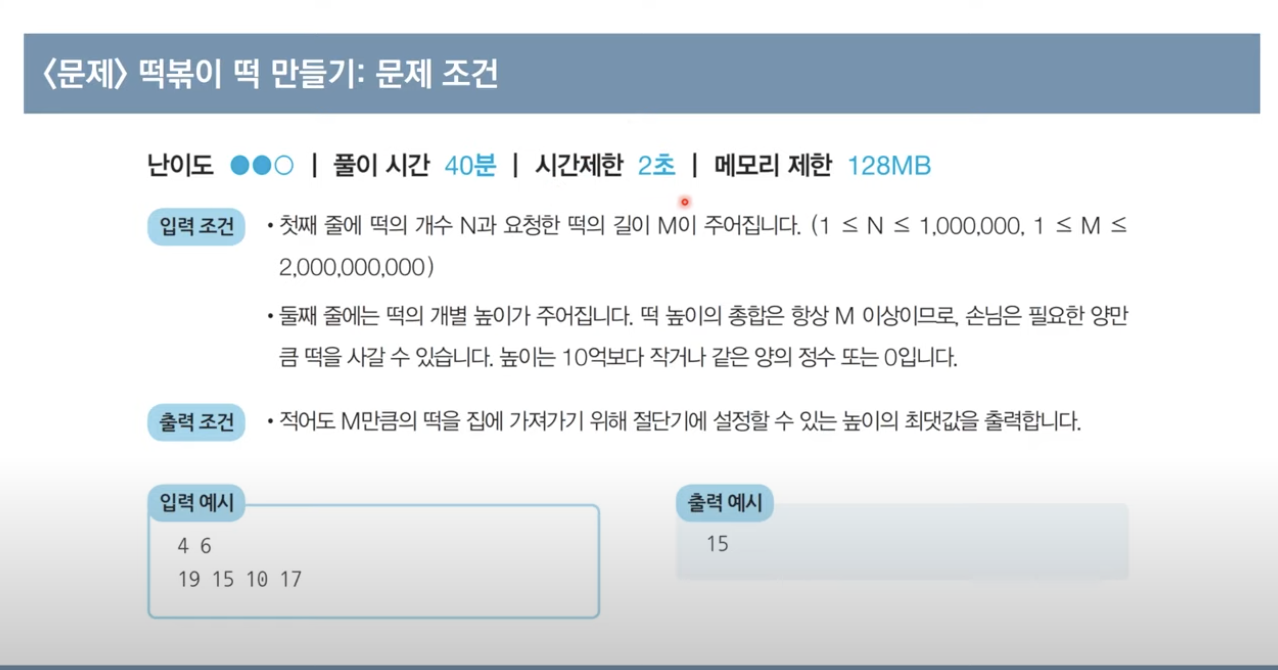 〈문제〉 떡볶이 떡 만들기: 문제 조건
난이도 ●●○ | 풀이 시간 40분 | 시간제한 2초 | 메모리 제한 128MB
입력 조건 • 첫째 줄에 떡의 개수 N과 요청한 떡의 길이 M이 주어집니다. (1 ≤ N ≤ 1,000,000, 1 ≤ M ≤
2,000,000,000)
• 둘째 줄에는 떡의 개별 높이가 주어집니다. 떡 높이의 총합은 항상 M 이상이므로, 손님은 필요한 양만
큼 떡을 사갈 수 있습니다. 높이는 10억보다 작거나 같은 양의 정수 또는 0입니다.
출력 조건 • 적어도 M만큼의 떡을 집에 가져가기 위해 절단기에 설정할 수 있는 높이의 최댓값을 출력합니다.
입력 예시
4 6
19 15 10 17
출력 예시
15